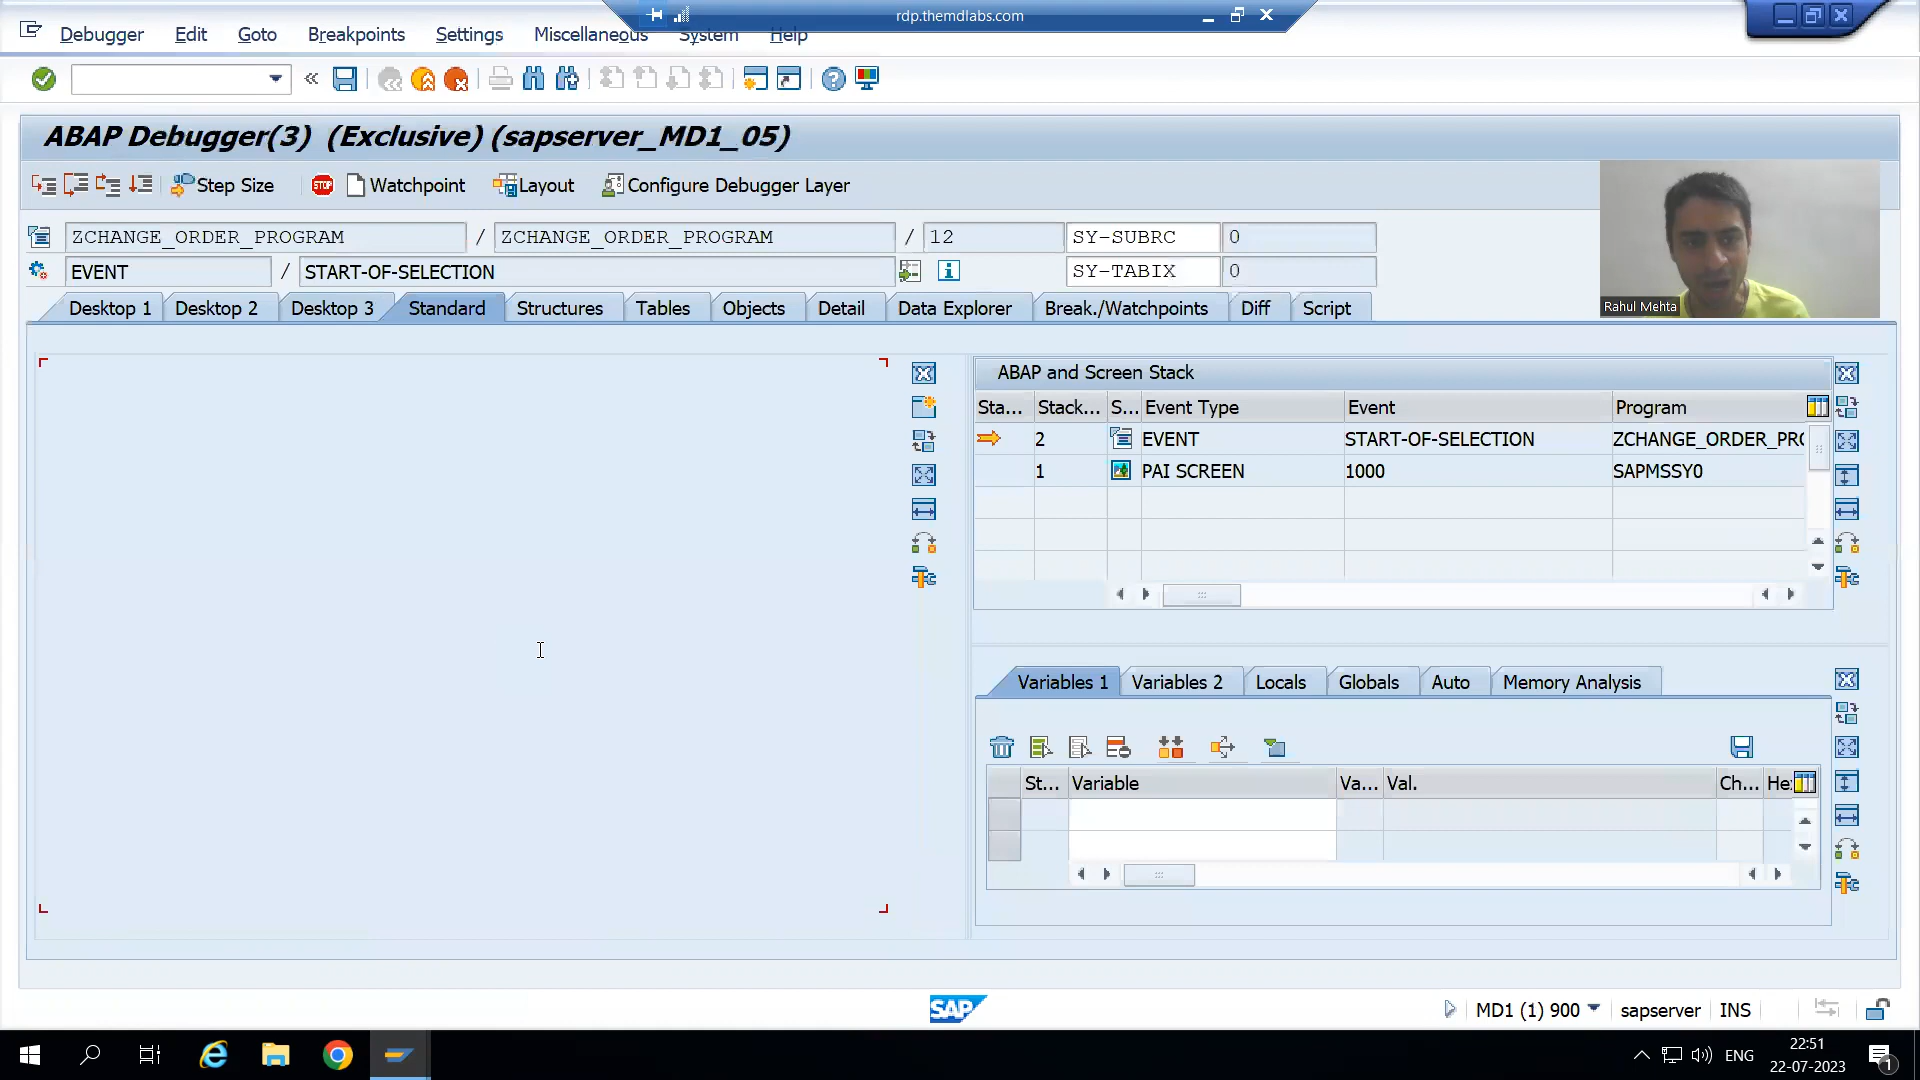 rdp.themdlabs.com
Debugger Edit Goto Breakpoints Settings Miscellaneous System Help
ABAP Debugger(3) (Exclusive) (sapserver_MD1_05)
Step Size STOP Watchpoint Layout Configure Debugger Layer
ZCHANGE_ORDER_PROGRAM / ZCHANGE_ORDER_PROGRAM / 12 SY-SUBRC 0
EVENT / START-OF-SELECTION SY-TABIX 0
Rahul Mehta
Desktop 1 Desktop 2 Desktop 3 Standard Structures Tables Objects Detail Data Explorer Break./Watchpoints Diff Script
ABAP and Screen Stack
Sta... Stack... S... Event Type Event Program
2 EVENT START-OF-SELECTION ZCHANGE_ORDER_PRO
1 PAI SCREEN 1000 SAPMSSY0
Variables 1 Variables 2 Locals Globals Auto Memory Analysis
St... Variable Va... Val. Ch... He
SAP
MD1 (1) 900 sapserver INS
22:51
ENG
22-07-2023
1